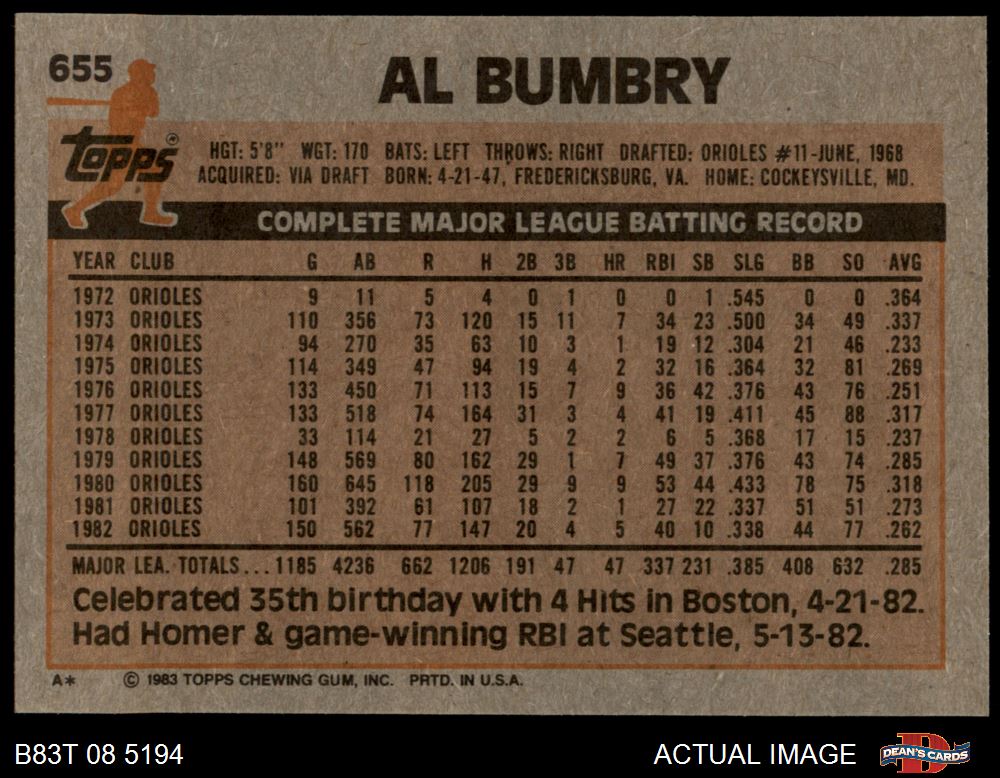 655
AL BUMBRY
topps ®
HGT: 5'8" WGT: 170 BATS: LEFT THROWS: RIGHT DRAFTED: ORIOLES #11-JUNE, 1968
ACQUIRED: VIA DRAFT BORN: 4-21-47, FREDERICKSBURG, VA. HOME: COCKEYSVILLE, MD.
COMPLETE MAJOR LEAGUE BATTING RECORD
YEAR CLUB G AB R H 2B 3B HR RBI SB SLG BB SO AVG
1972 ORIOLES 9 11 5 4 0 1 0 0 1 .545 0 0 .364
1973 ORIOLES 110 356 73 120 15 11 7 34 23 .500 34 49 .337
1974 ORIOLES 94 270 35 63 10 3 1 19 12 .304 21 46 .233
1975 ORIOLES 114 349 47 94 19 4 2 32 16 .364 32 81 .269
1976 ORIOLES 133 450 71 113 15 7 9 36 42 .376 43 76 .251
1977 ORIOLES 133 518 74 164 31 3 4 41 19 .411 45 88 .317
1978 ORIOLES 33 114 21 27 5 2 2 6 5 .368 17 15 .237
1979 ORIOLES 148 569 80 162 29 1 7 49 37 .376 43 74 .285
1980 ORIOLES 160 645 118 205 29 9 9 53 44 .433 78 75 .318
1981 ORIOLES 101 392 61 107 18 2 1 27 22 .337 51 51 .273
1982 ORIOLES 150 562 77 147 20 4 5 40 10 .338 44 77 .262
MAJOR LEA. TOTALS...1185 4236 662 1206 191 47 47 337 231 .385 408 632 .285
Celebrated 35th birthday with 4 Hits in Boston, 4-21-82.
Had Homer & game-winning RBI at Seattle, 5-13-82.
A* © 1983 TOPPS CHEWING GUM, INC. PRTD. IN U.S.A.
B83T 08 5194 ACTUAL IMAGE DEAN'S CARDS